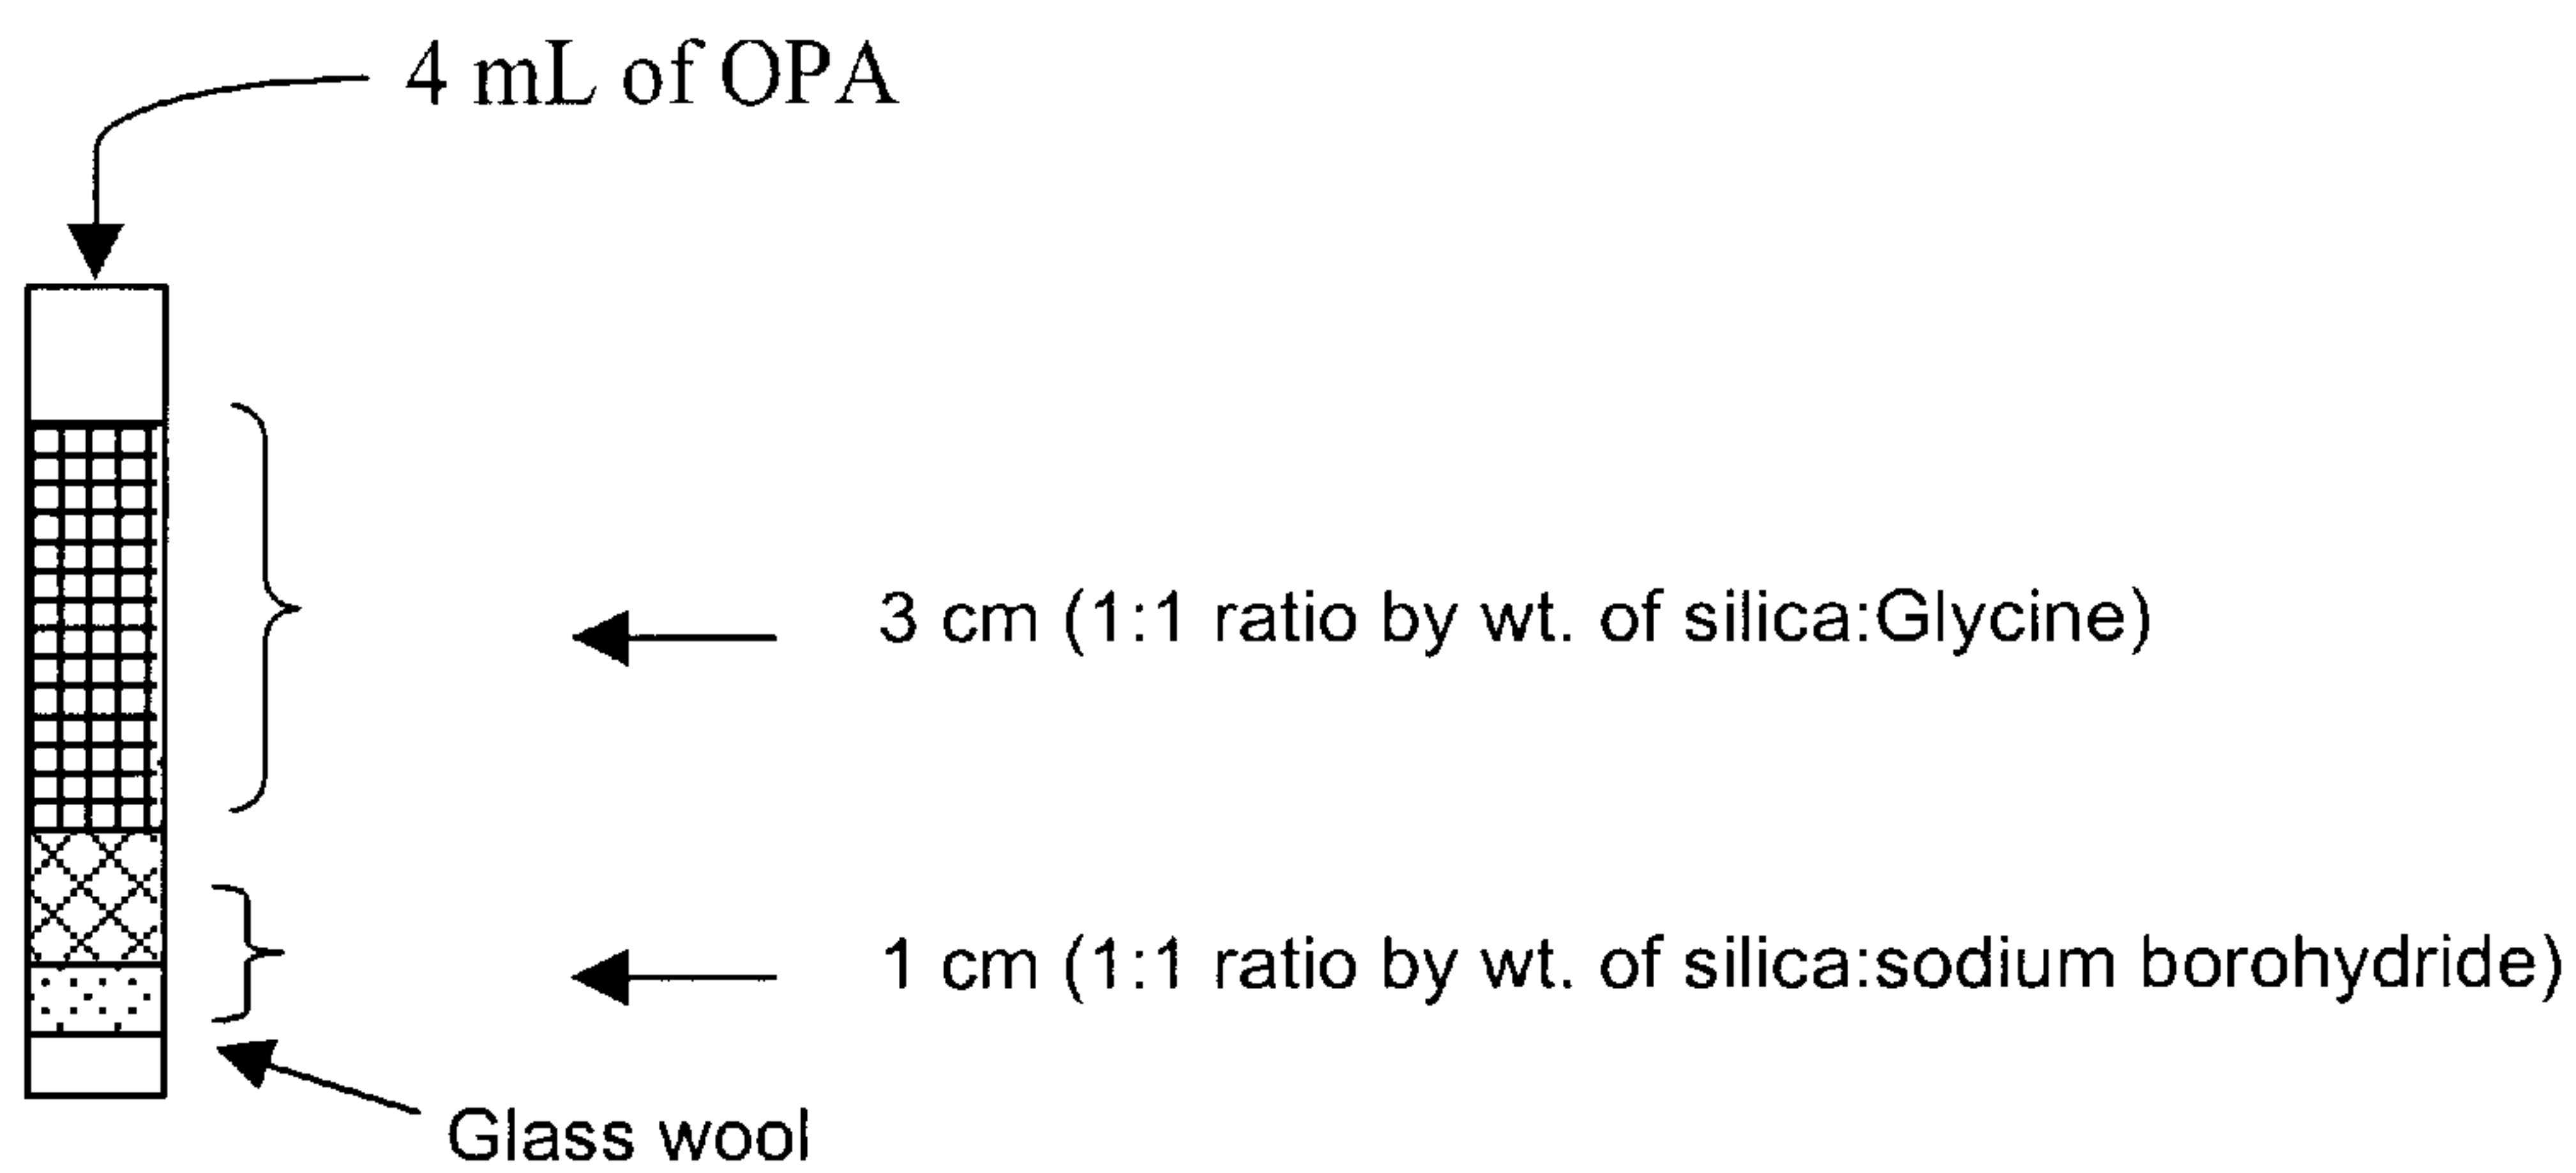 4 mL of OPA
3 cm (1:1 ratio by wt. of silica:Glycine)
1 cm (1:1 ratio by wt. of silica:sodium borohydride)
Glass wool